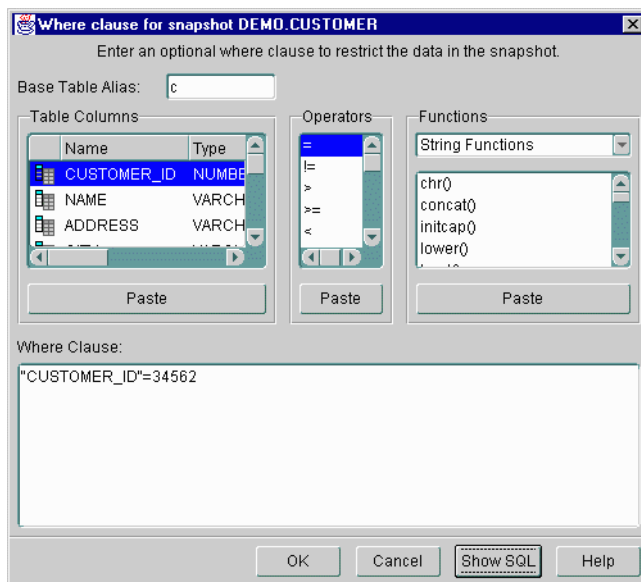 Where clause for snapshot DEMO.CUSTOMER
Enter an optional where clause to restrict the data in the snapshot.
Base Table Alias: c
Table Columns
Name Type
CUSTOMER_ID NUMBE
NAME VARCH
ADDRESS VARCH
Paste
Operators
=
!=
>
>=
<
Paste
Functions
String Functions
chr()
concat()
initcap()
lower()
Paste
Where Clause:
"CUSTOMER_ID"=34562
OK Cancel Show SQL Help